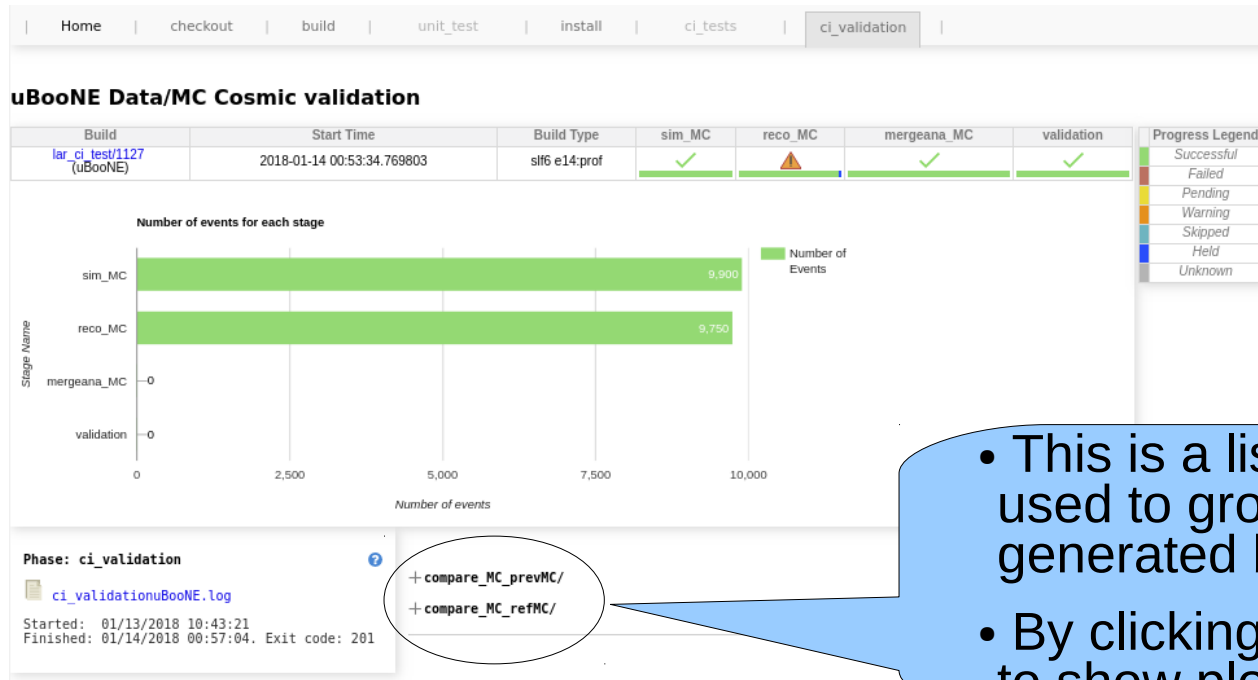 | Home | checkout | build | unit_test | install | ci_tests | ci_validation |
uBooNE Data/MC Cosmic validation
Build Start Time Build Type sim_MC reco_MC mergeana_MC validation
lar_ci_test/1127
(uBooNE)
2018-01-14 00:53:34.769803 slf6 e14:prof
Progress Legend
Successful
Failed
Pending
Warning
Skipped
Held
Unknown
Number of events for each stage
Number of
Events
Stage Name
sim_MC 9,900
reco_MC 9,750
mergeana_MC 0
validation 0
0 2,500 5,000 7,500 10,000
Number of events
Phase: ci_validation
ci_validationuBooNE.log
Started: 01/13/2018 10:43:21
Finished: 01/14/2018 00:57:04. Exit code: 201
+compare_MC_prevMC/
+compare_MC_refMC/
• This is a
used to
generated
• By clicking
to show